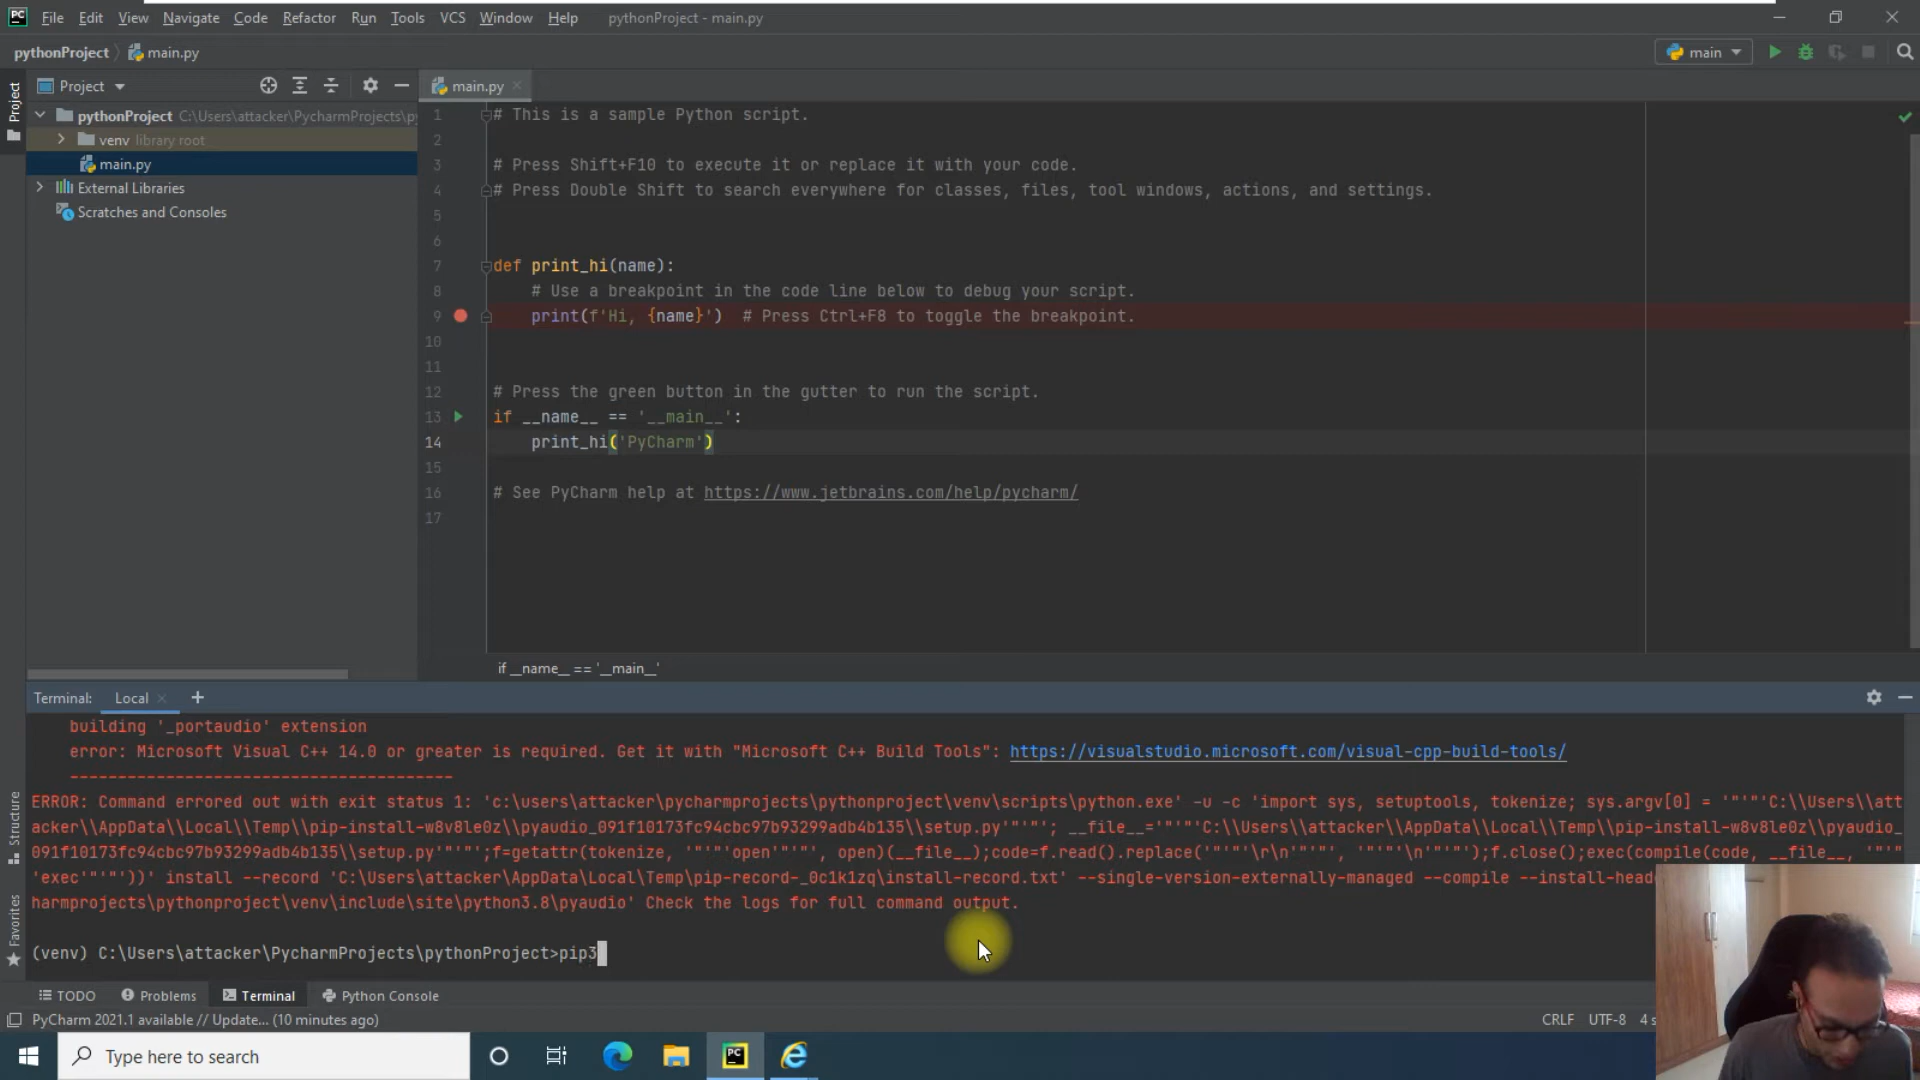 PC File Edit View Navigate Code Refactor Run Tools VCS Window Help pythonProject - main.py
pythonProject main.py main
Project
Project
main.py
pythonProject C:\Users\attacker\PycharmProjects\py
venv library root
main.py
External Libraries
Scratches and Consoles
1 # This is a sample Python script.
2
3 # Press Shift+F10 to execute it or replace it with your code.
4 # Press Double Shift to search everywhere for classes, files, tool windows, actions, and settings.
5
6
7 def print_hi(name):
8 # Use a breakpoint in the code line below to debug your script.
9 print(f'Hi, {name}') # Press Ctrl+F8 to toggle the breakpoint.
10
11
12 # Press the green button in the gutter to run the script.
13 if __name__ == '__main__':
14 print_hi('PyCharm')
15
16 # See PyCharm help at https://www.jetbrains.com/help/pycharm/
17
if __name__ == '__main__'
Terminal: Local
building '_portaudio' extension
error: Microsoft Visual C++ 14.0 or greater is required. Get it with "Microsoft C++ Build Tools": https://visualstudio.microsoft.com/visual-cpp-build-tools/
----------------------------------------
ERROR: Command errored out with exit status 1: 'c:\users\attacker\pycharmprojects\pythonproject\venv\scripts\python.exe' -u -c 'import sys, setuptools, tokenize; sys.argv[0] = '"'"'C:\\Users\\att
acker\\AppData\\Local\\Temp\\pip-install-w8v8le0z\\pyaudio_091f10173fc94cbc97b93299adb4b135\\setup.py'"'"'; __file__='"'"'C:\\Users\\attacker\\AppData\\Local\\Temp\\pip-install-w8v8le0z\\pyaudio_
091f10173fc94cbc97b93299adb4b135\\setup.py'"'"';f=getattr(tokenize, '"'"'open'"'"', open)(__file__);code=f.read().replace('"'"'\r\n'"'"', '"'"'\n'"'"');f.close();exec(compile(code, __file__, '"'"
'exec'"'"'))' install --record 'C:\Users\attacker\AppData\Local\Temp\pip-record-_0c1k1zq\install-record.txt' --single-version-externally-managed --compile --install-head
harmprojects\pythonproject\venv\include\site\python3.8\pyaudio' Check the logs for full command output.
(venv) C:\Users\attacker\PycharmProjects\pythonProject>pip3
Structure
Favorites
TODO Problems Terminal Python Console
PyCharm 2021.1 available // Update... (10 minutes ago) CRLF UTF-8 4 s
Type here to search PC